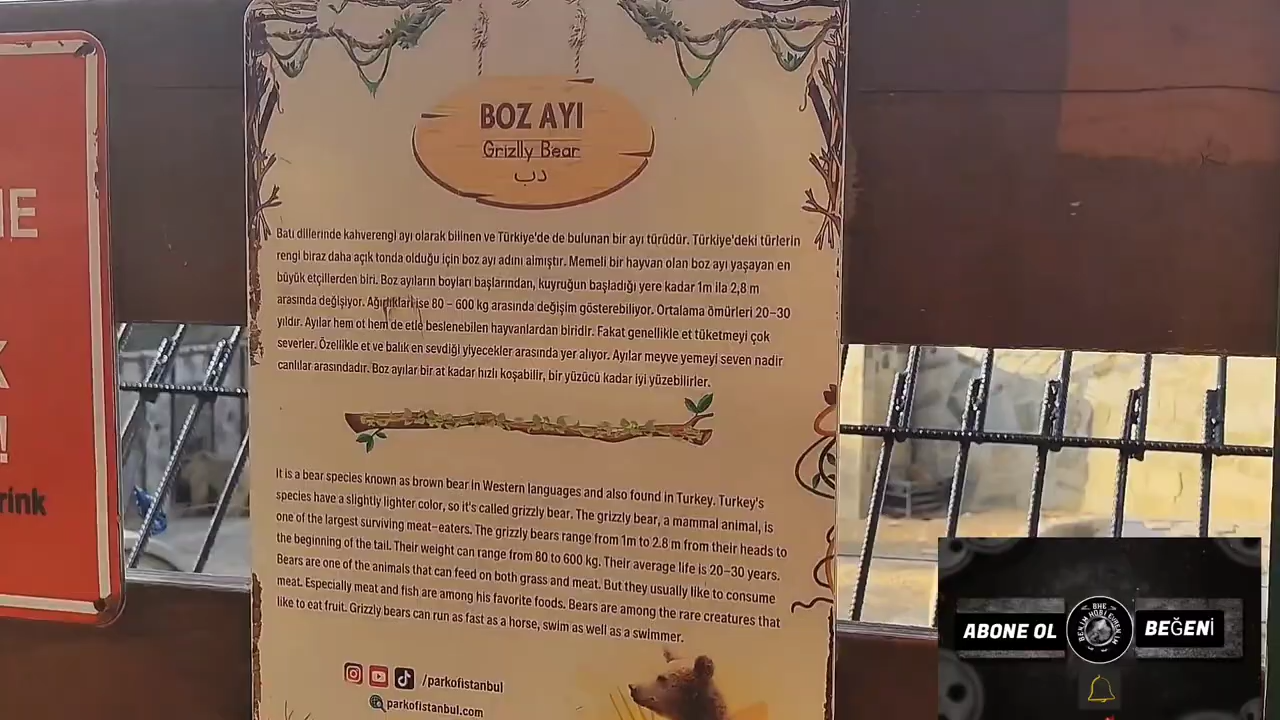 BOZ AYI
Grizlly Bear
دب
Batı dillerinde kahverengi ayı olarak bilinen ve Türkiye'de de bulunan bir ayı türüdür. Türkiye'deki türlerin
rengi biraz daha açık tonda olduğu için boz ayı adını almıştır. Memeli bir hayvan olan boz ayı yaşayan en
büyük etçillerden biri. Boz ayıların boyları başlarından, kuyruğun başladığı yere kadar 1m ila 2,8 m
arasında değişiyor. Ağırlıkları ise 80 – 600 kg arasında değişim gösterebiliyor. Ortalama ömürleri 20–30
yıldır. Ayılar hem ot hem de etle beslenebilen hayvanlardan biridir. Fakat genellikle et tüketmeyi çok
severler. Özellikle et ve balık en sevdiği yiyecekler arasında yer alıyor. Ayılar meyve yemeyi seven nadir
canlılar arasındadır. Boz ayılar bir at kadar hızlı koşabilir, bir yüzücü kadar iyi yüzebilirler.
It is a bear species known as brown bear in Western languages and also found in Turkey. Turkey's
species have a slightly lighter color, so it's called grizzly bear. The grizzly bear, a mammal animal, is
one of the largest surviving meat-eaters. The grizzly bears range from 1m to 2.8 m from their heads to
the beginning of the tail. Their weight can range from 80 to 600 kg. Their average life is 20-30 years.
Bears are one of the animals that can feed on both grass and meat. But they usually like to consume
meat. Especially meat and fish are among his favorite foods. Bears are among the rare creatures that
like to eat fruit. Grizzly bears can run as fast as a horse, swim as well as a swimmer.
/parkofistanbul
parkofistanbul.com
rink
ABONE OL
BHE
BENİM HOBİ EVRENİM
BEĞENİ